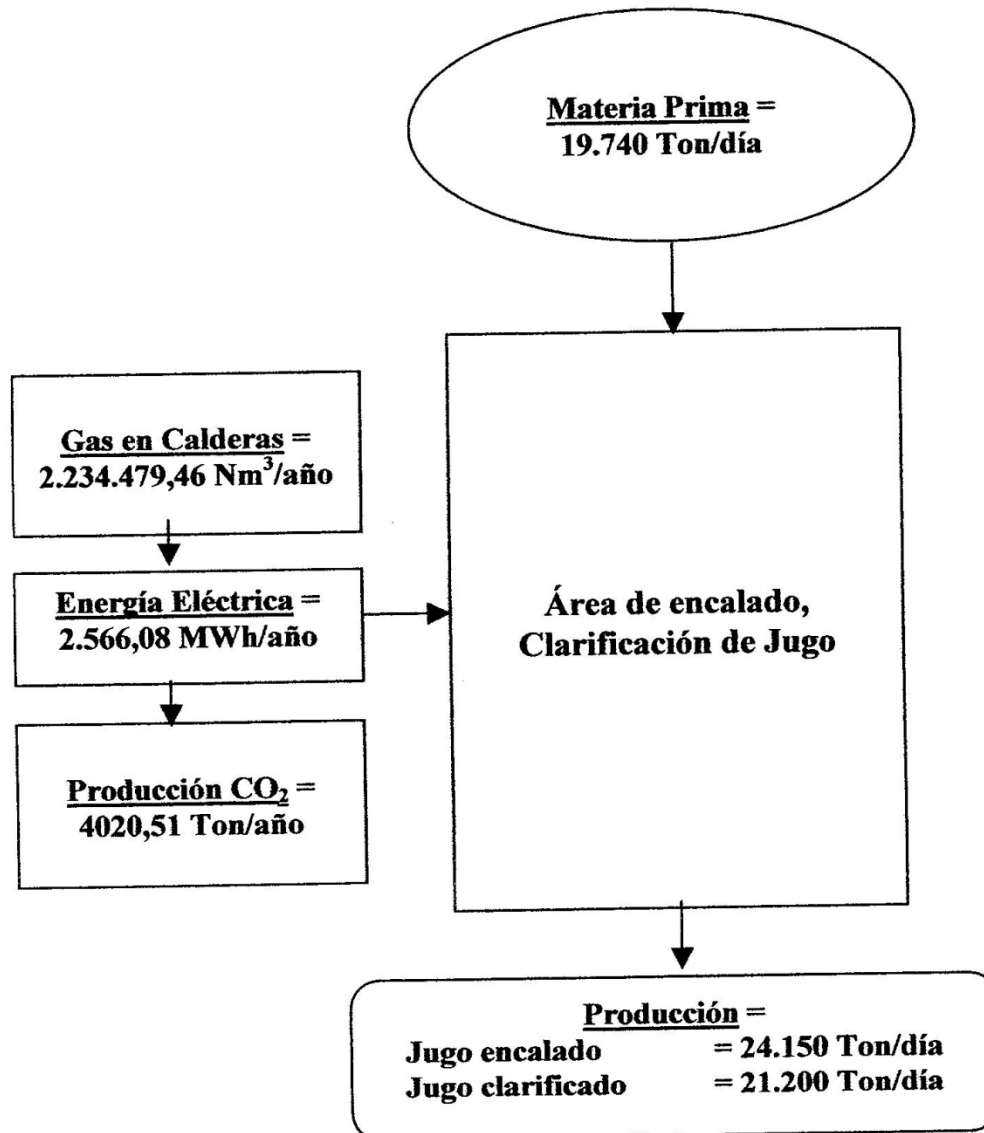 Materia Prima =
19.740 Ton/día
Gas en Calderas =
2.234.479,46 Nm³/año
Energía Eléctrica =
2.566,08 MWh/año
Área de encalado,
Clarificación de Jugo
Producción CO₂ =
4020,51 Ton/año
Producción =
Jugo encalado = 24.150 Ton/día
Jugo clarificado = 21.200 Ton/día